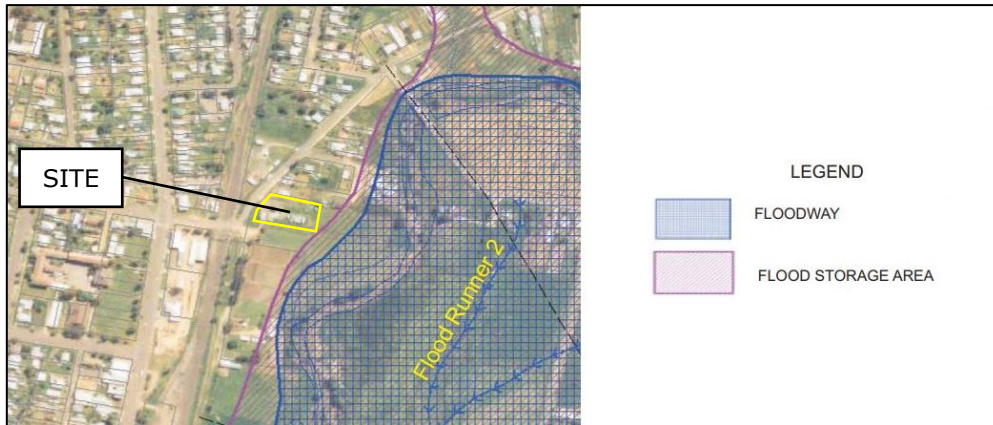 SITE
Flood Runner 2
LEGEND
FLOODWAY
FLOOD STORAGE AREA